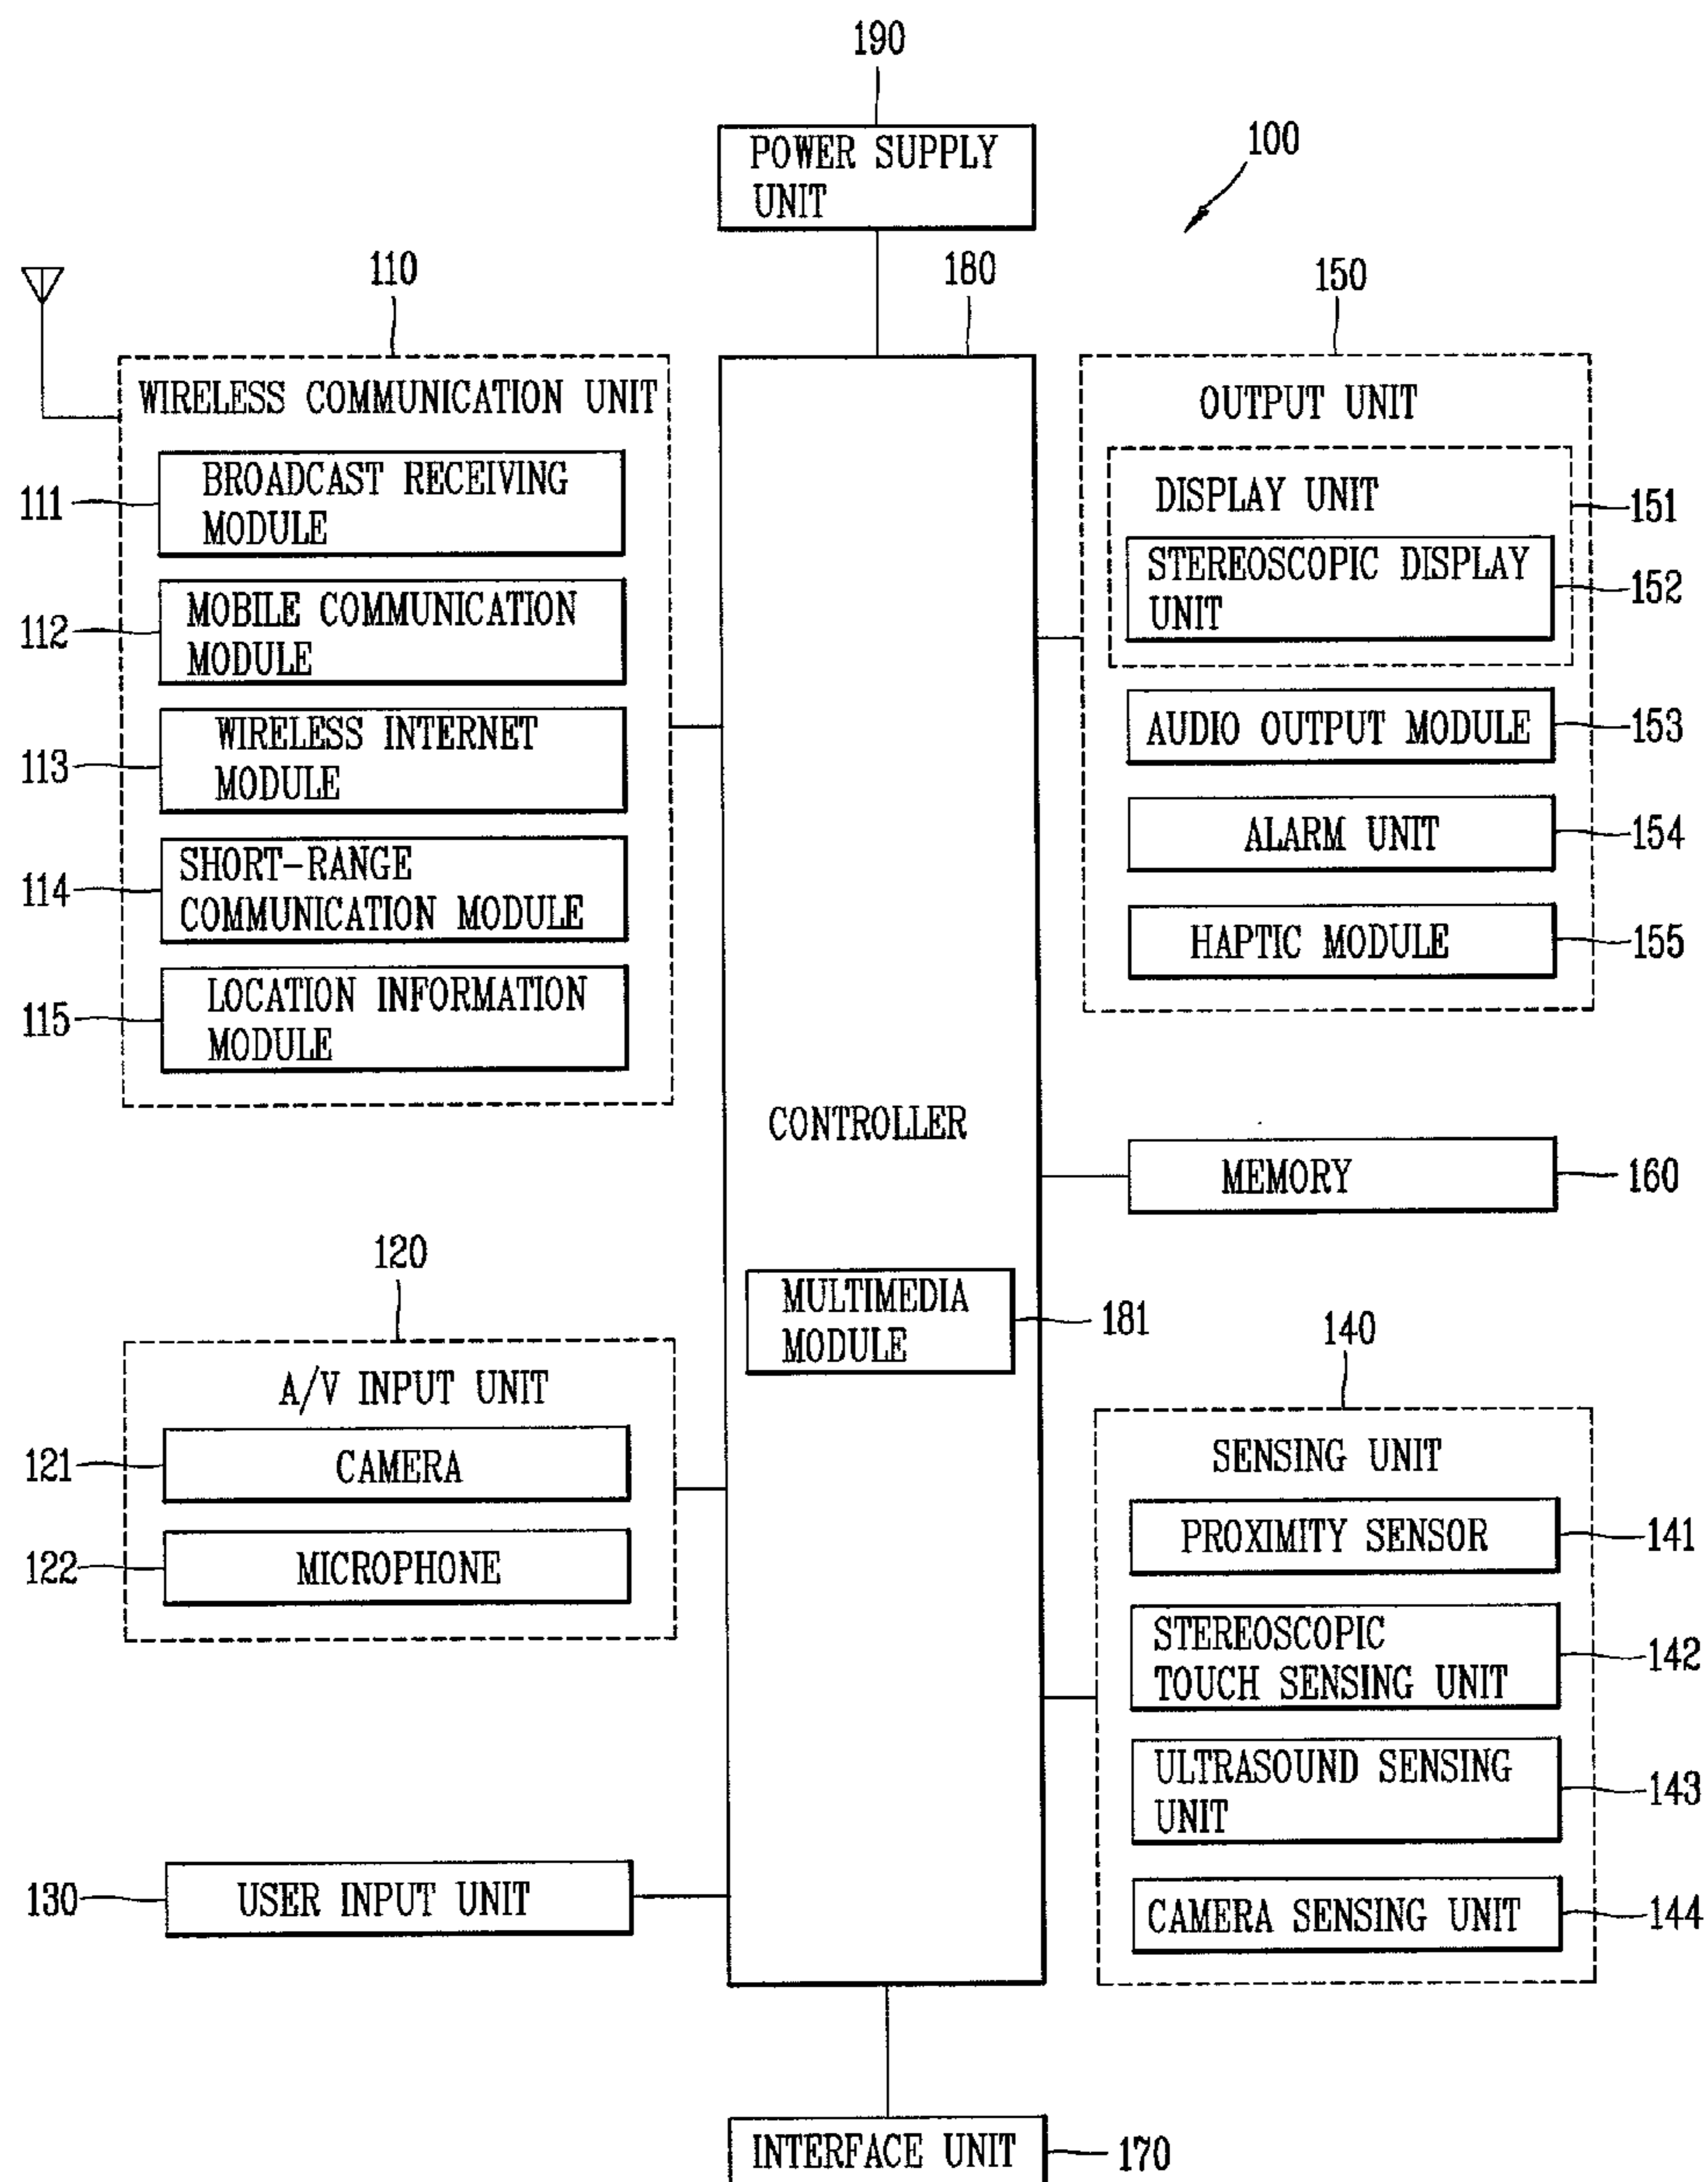 190
POWER SUPPLY
UNIT
100
110
180
150
WIRELESS COMMUNICATION UNIT
111
BROADCAST RECEIVING
MODULE
112
MOBILE COMMUNICATION
MODULE
113
WIRELESS INTERNET
MODULE
114
SHORT-RANGE
COMMUNICATION MODULE
115
LOCATION INFORMATION
MODULE
OUTPUT UNIT
DISPLAY UNIT
151
STEREOSCOPIC DISPLAY
UNIT
152
AUDIO OUTPUT MODULE
153
ALARM UNIT
154
HAPTIC MODULE
155
CONTROLLER
MEMORY
160
MULTIMEDIA
MODULE
181
120
A/V INPUT UNIT
121
CAMERA
122
MICROPHONE
140
SENSING UNIT
PROXIMITY SENSOR
141
STEREOSCOPIC
TOUCH SENSING UNIT
142
ULTRASOUND SENSING
UNIT
143
CAMERA SENSING UNIT
144
130
USER INPUT UNIT
INTERFACE UNIT
170